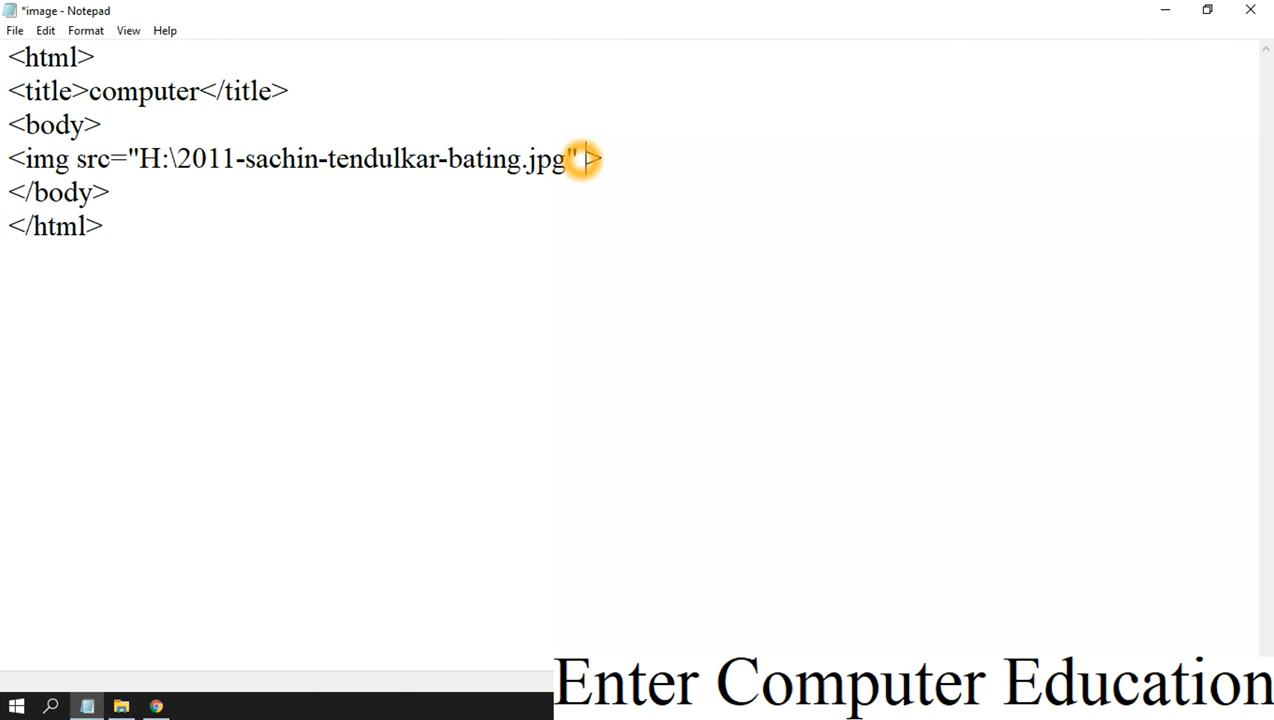 *image - Notepad
File Edit Format View Help
<html>
<title>computer</title>
<body>
<img src="H:\2011-sachin-tendulkar-bating.jpg" >
</body>
</html>
Enter Computer Education